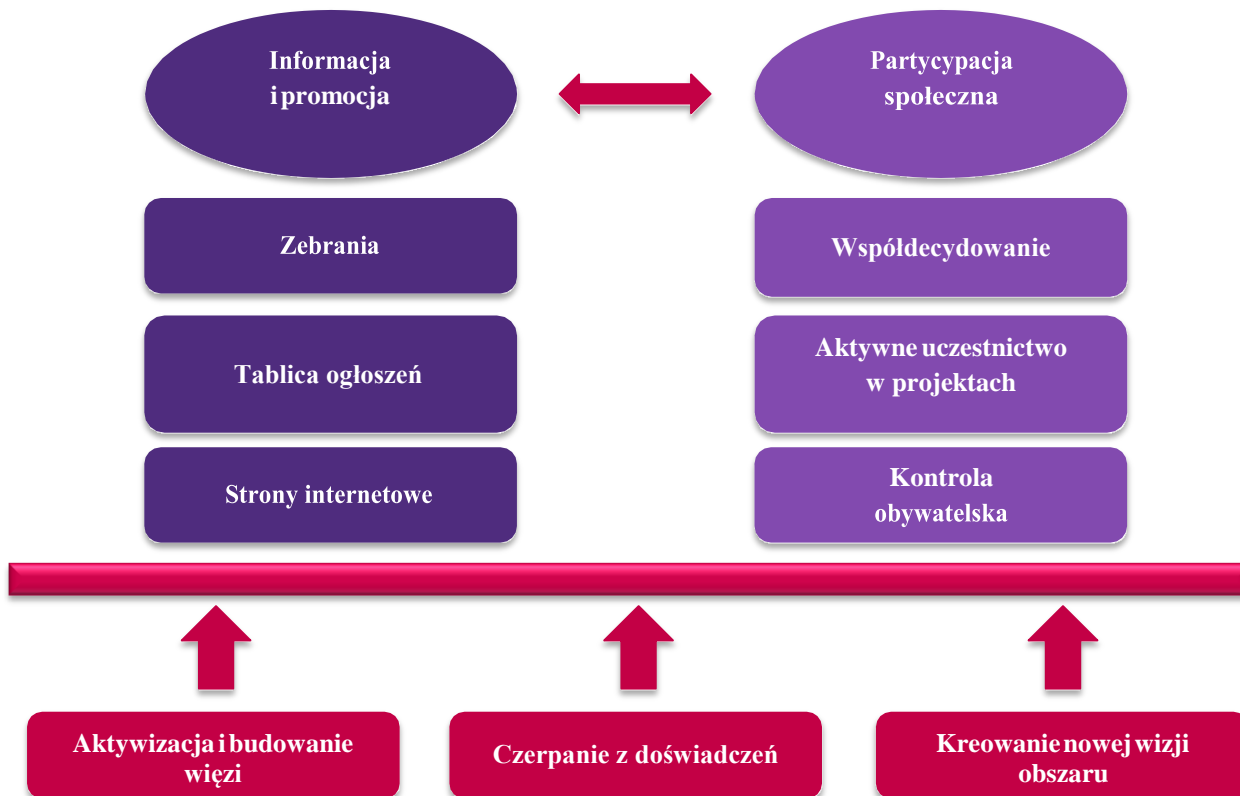 Informacja
i promocja
Partycypacja
społeczna
Zebrania
Współdecydowanie
Tablica ogłoszeń
Aktywne uczestnictwo
w projektach
Strony internetowe
Kontrola
obywatelska
Aktywizacja i budowanie
więzi
Czerpanie z doświadczeń
Kreowanie nowej wizji
obszaru